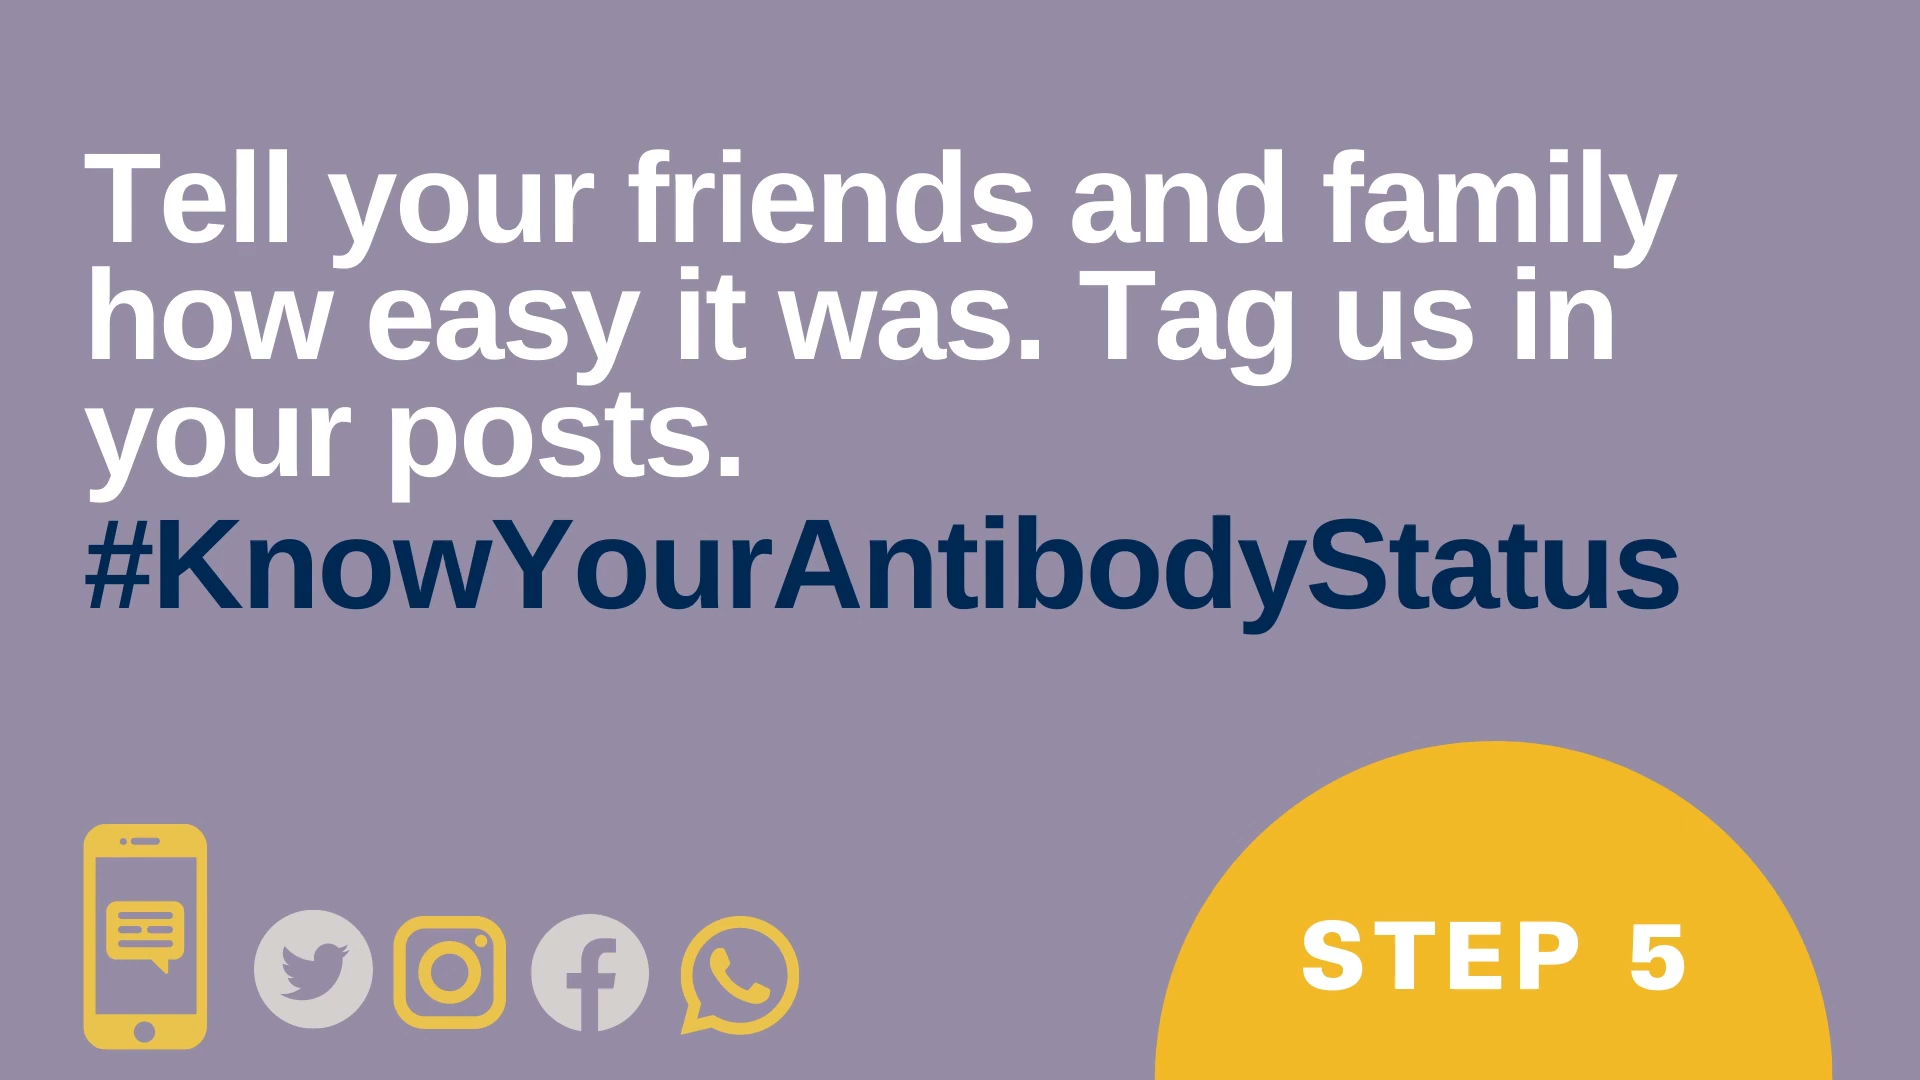 Tell your friends and family
how easy it was. Tag us in
your posts.
#KnowYourAntibodyStatus
STEP 5